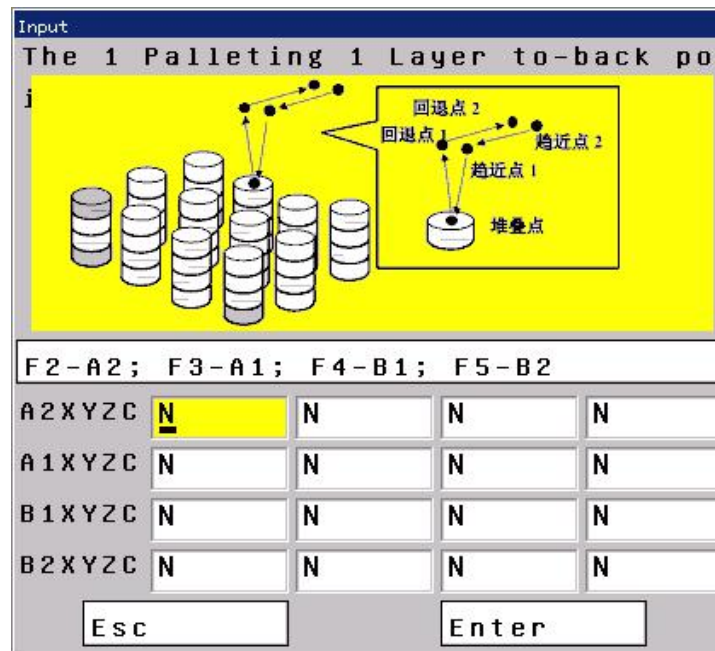 Input
The 1 Palleting 1 Layer to-back po
i
回退点 2
回退点 1
趋近点 2
趋近点 1
堆叠点
F2-A2; F3-A1; F4-B1; F5-B2
A2XYZC N N N N
A1XYZC N N N N
B1XYZC N N N N
B2XYZC N N N N
Esc Enter